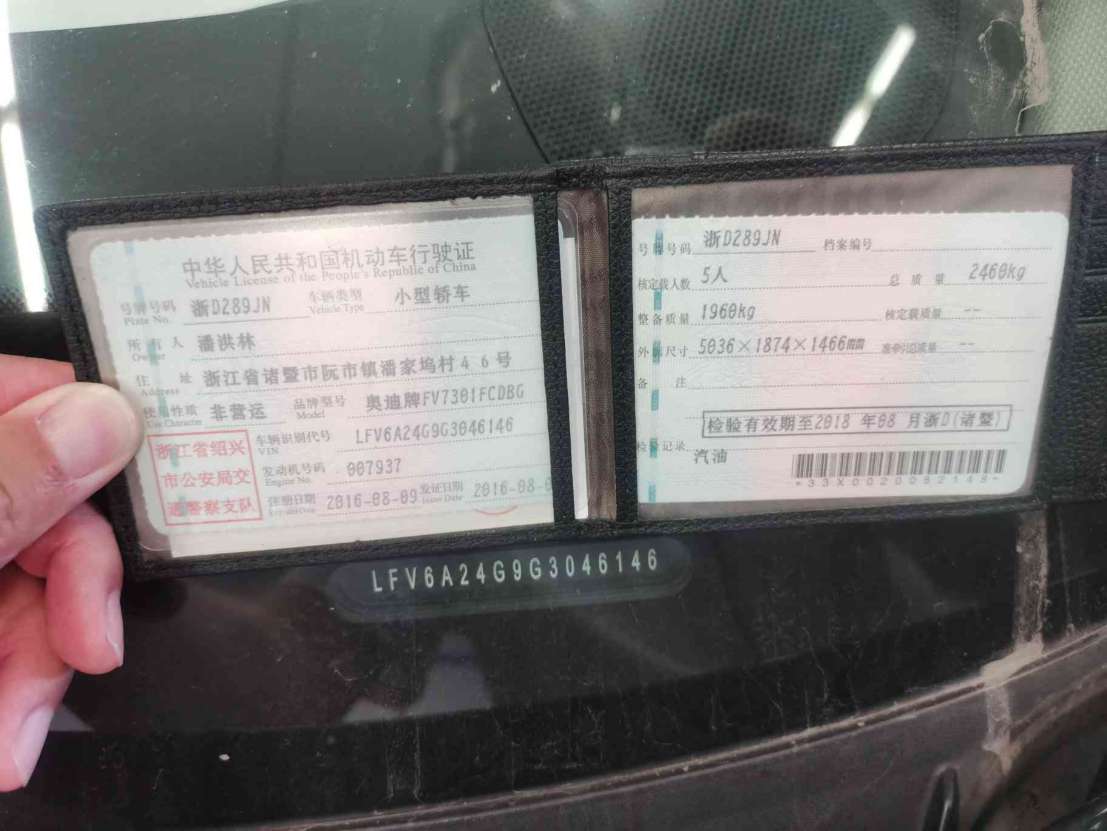 中华人民共和国机动车行驶证
Vehicle License of the People's Republic of China
号牌号码 浙D289JN 车辆类型 小型轿车
Plate No. Vehicle Type
所有人 潘洪林
Owner
住址 浙江省诸暨市阮市镇潘家坞村46号
Address
使用性质 非营运 品牌型号 奥迪牌FV7301FCDBG
Use Character Model
浙江省绍兴
市公安局交
通警察支队
车辆识别代号 LFV6A24G9G3046146
VIN
发动机号码 007937
Engine No.
注册日期 2016-08-09 发证日期 2016-08-0
Register Date Issue Date
号牌号码 浙D289JN 档案编号
核定载人数 5人 总质量 2460kg
整备质量 1960kg 核定载质量 --
外廓尺寸 5036×1874×1466mm 准牵引总质量 --
备注
检验有效期至2018 年08 月浙D(诸暨)
检验记录
汽油
*33X0020082148*
LFV6A24G9G3046146